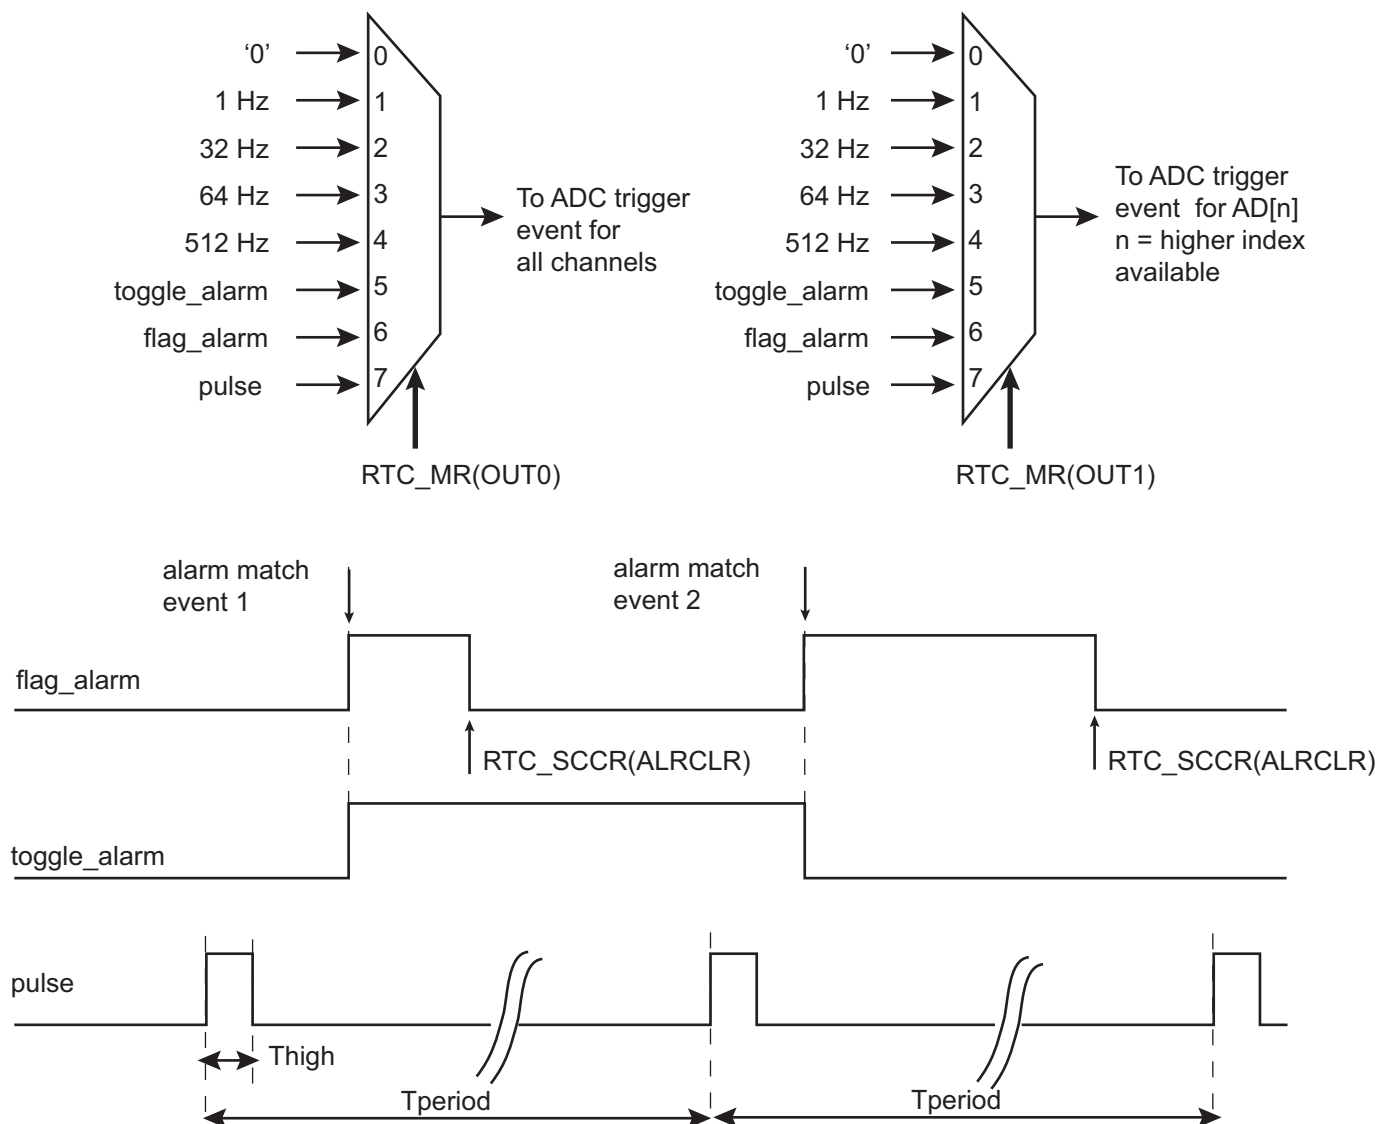 ‘0’
0
1 Hz
1
32 Hz
2
64 Hz
3
512 Hz
4
toggle_alarm
5
flag_alarm
6
pulse
7
To ADC trigger
event for
all channels
RTC_MR(OUT0)
‘0’
0
1 Hz
1
32 Hz
2
64 Hz
3
512 Hz
4
toggle_alarm
5
flag_alarm
6
pulse
7
To ADC trigger
event for AD[n]
n = higher index
available
RTC_MR(OUT1)
alarm match
event 1
alarm match
event 2
flag_alarm
RTC_SCCR(ALRCLR)
RTC_SCCR(ALRCLR)
toggle_alarm
pulse
Thigh
Tperiod
Tperiod